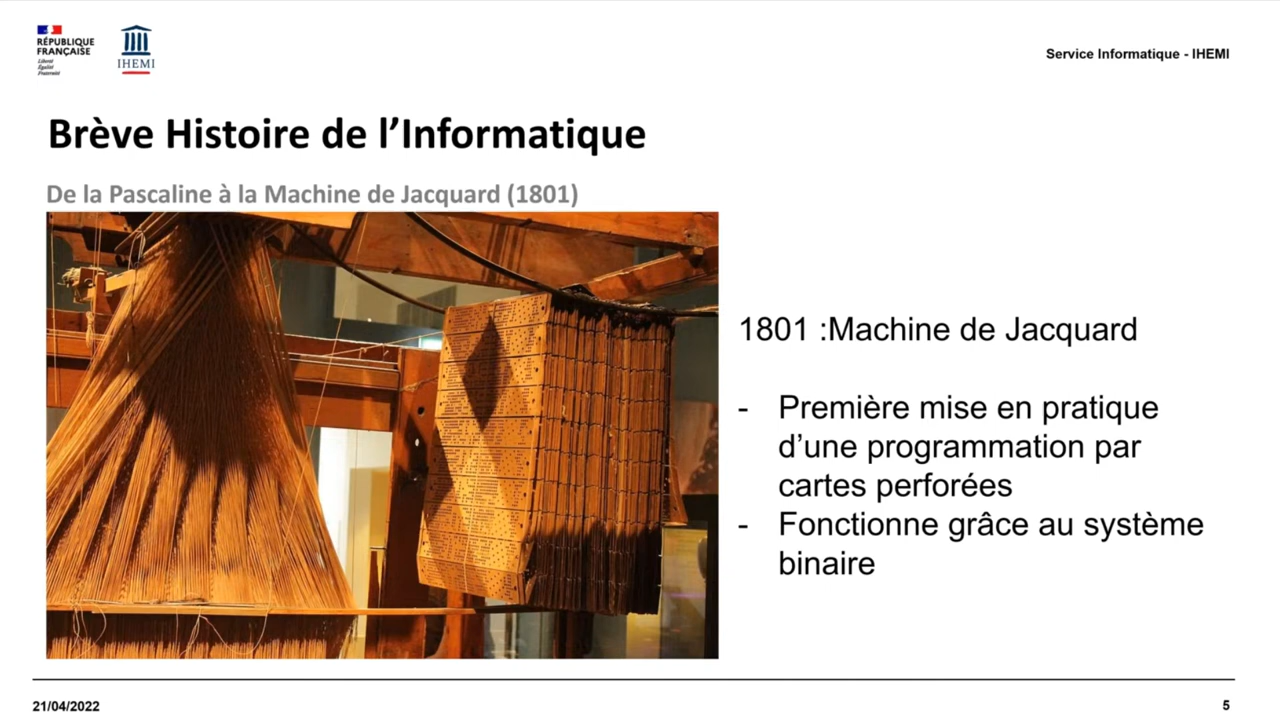 RÉPUBLIQUE
FRANÇAISE
Liberté
Égalité
Fraternité
IHEMI
Service Informatique - IHEMI
Brève Histoire de l’Informatique
De la Pascaline à la Machine de Jacquard (1801)
1801 :Machine de Jacquard
- Première mise en pratique
d’une programmation par
cartes perforées
- Fonctionne grâce au système
binaire
21/04/2022
5